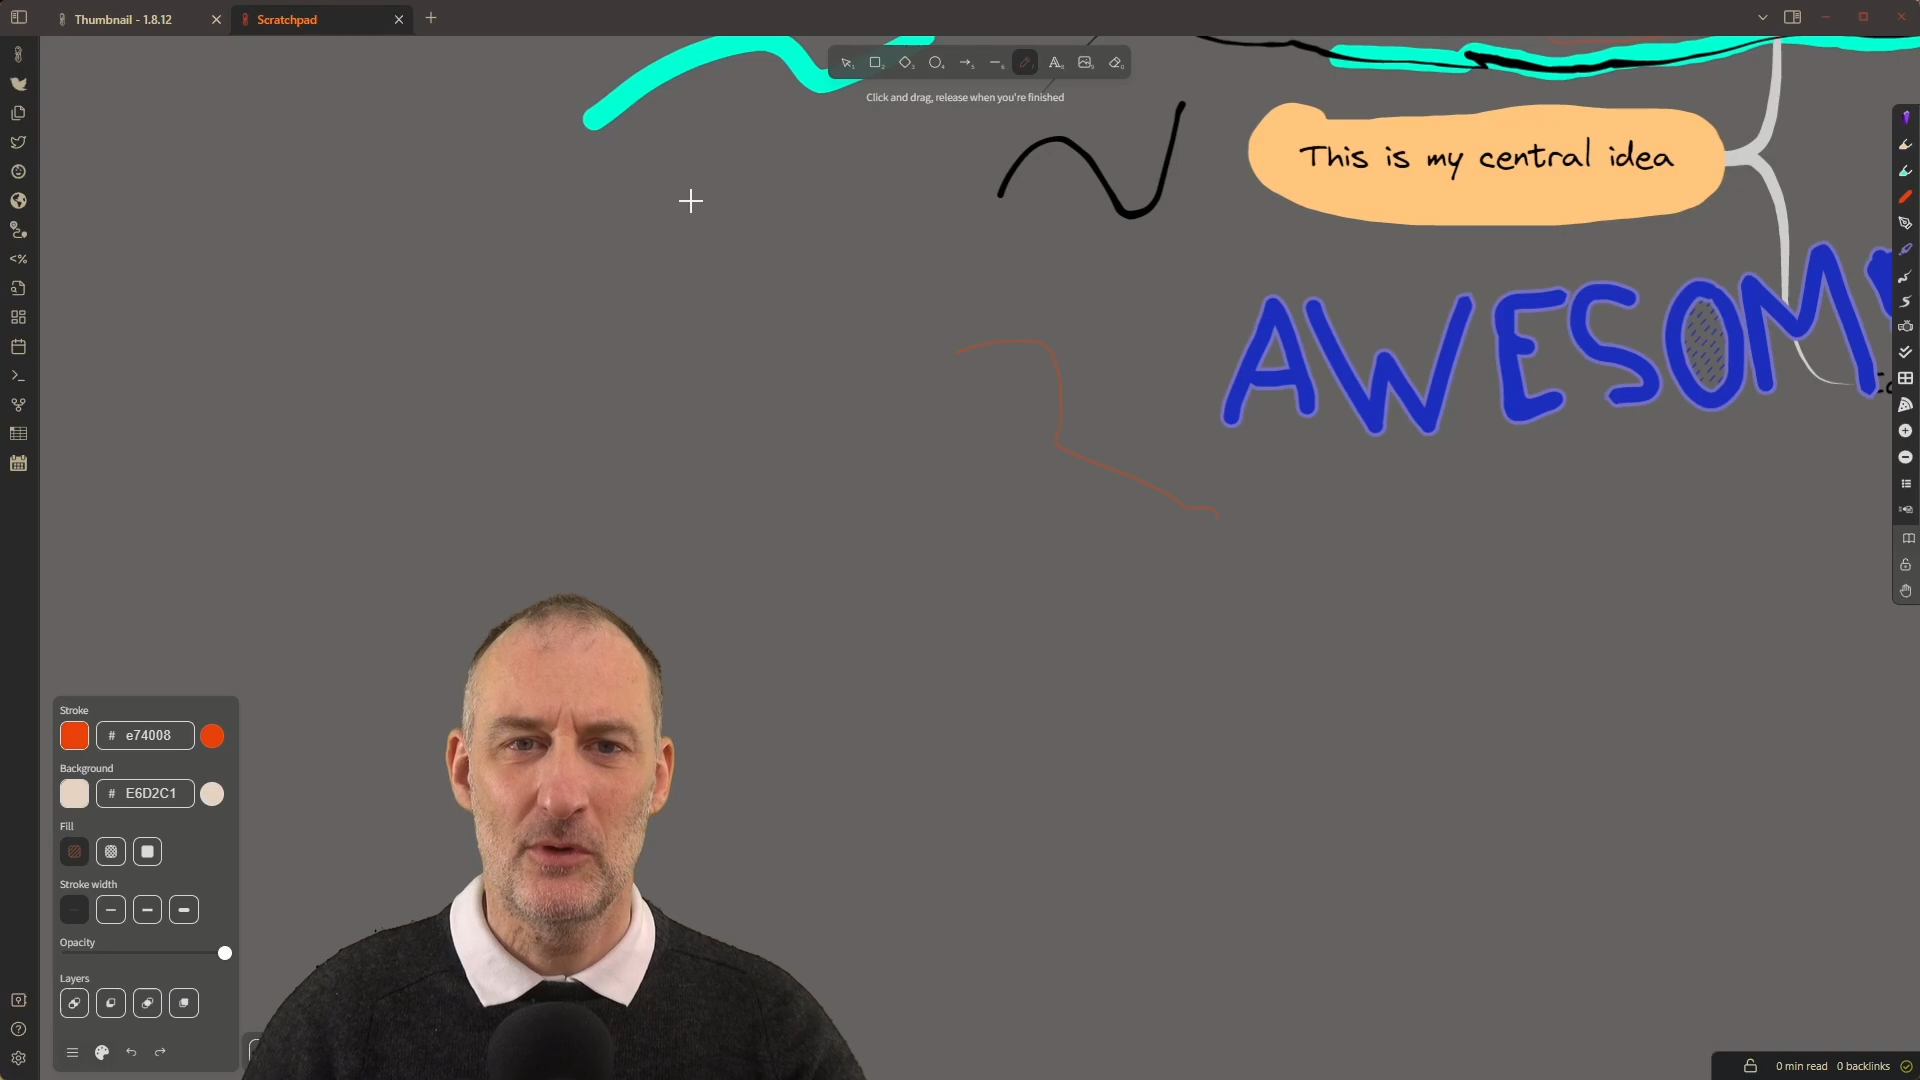 Thumbnail - 1.8.12
Scratchpad
Click and drag, release when you're finished
This is my central idea
AWESOM
Stroke
# e74008
Background
# E6D2C1
Fill
Stroke width
Opacity
Layers
0 min read 0 backlinks